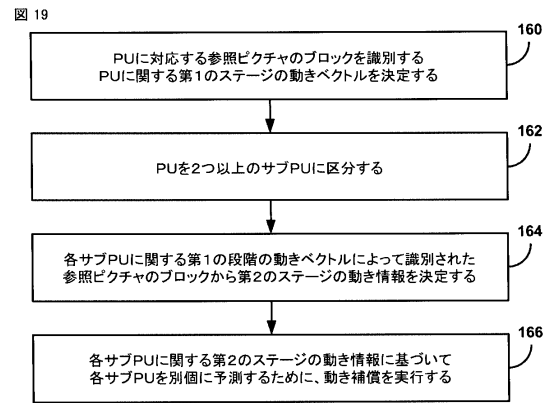 図 19
160
PUに対応する参照ピクチャのブロックを識別する
PUに関する第1のステージの動きベクトルを決定する
162
PUを2つ以上のサブPUに区分する
164
各サブPUに関する第1の段階の動きベクトルによって識別された
参照ピクチャのブロックから第2のステージの動き情報を決定する
166
各サブPUに関する第2のステージの動き情報に基づいて
各サブPUを別個に予測するために、動き補償を実行する